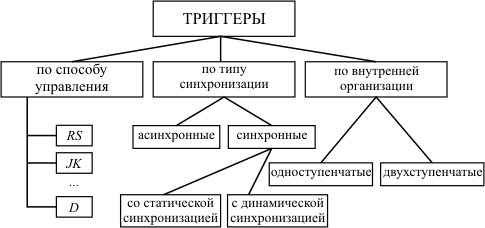 ТРИГГЕРЫ
по способу
управления
по типу
синхронизации
по внутренней
организации
RS
JK
...
D
асинхронные
синхронные
одноступенчатые
двухступенчатые
со статической
синхронизацией
с динамической
синхронизацией